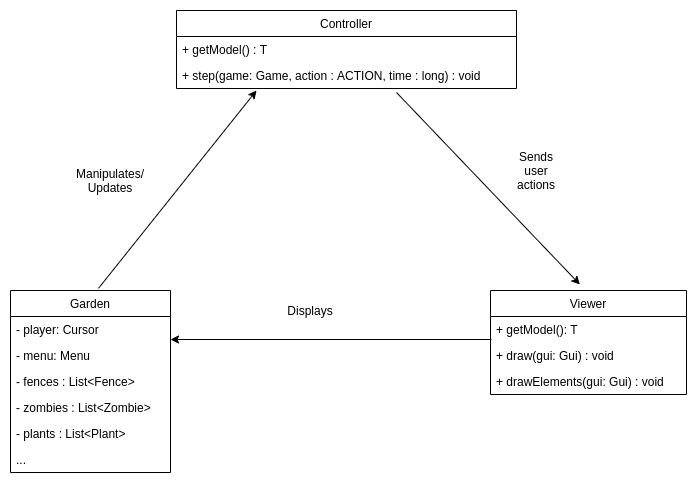 Controller
+ getModel() : T
+ step(game: Game, action : ACTION, time : long) : void
Manipulates/
Updates
Sends
user
actions
Displays
Garden
- player: Cursor
- menu: Menu
- fences : List<Fence>
- zombies : List<Zombie>
- plants : List<Plant>
...
Viewer
+ getModel(): T
+ draw(gui: Gui) : void
+ drawElements(gui: Gui) : void